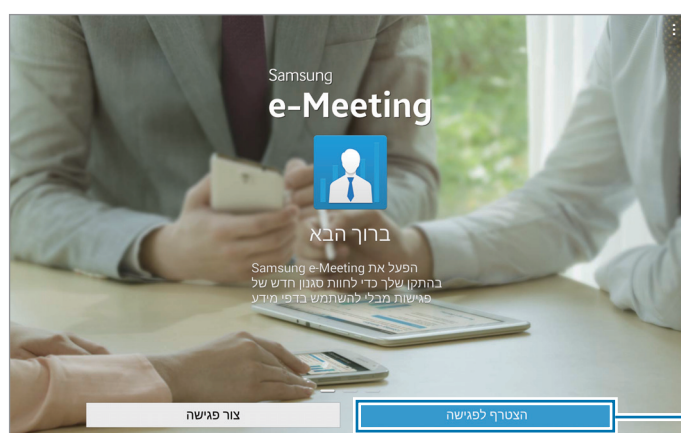 Samsung
e-Meeting
ברוך הבא
הפעל את Samsung e-Meeting
בהתקן שלך כדי לחוות סגנון חדש של
פגישות מבלי להשתמש בדפי מידע
צור פגישה
הצטרף לפגישה